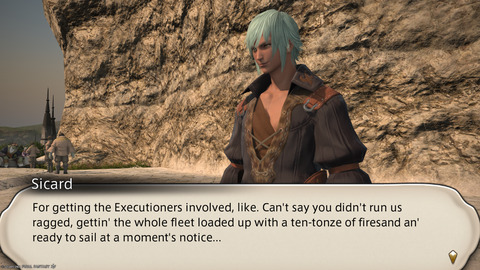 Sicard
For getting the Executioners involved, like. Can't say you didn't run us
ragged, gettin' the whole fleet loaded up with a ten-tonze of firesand an'
ready to sail at a moment's notice...